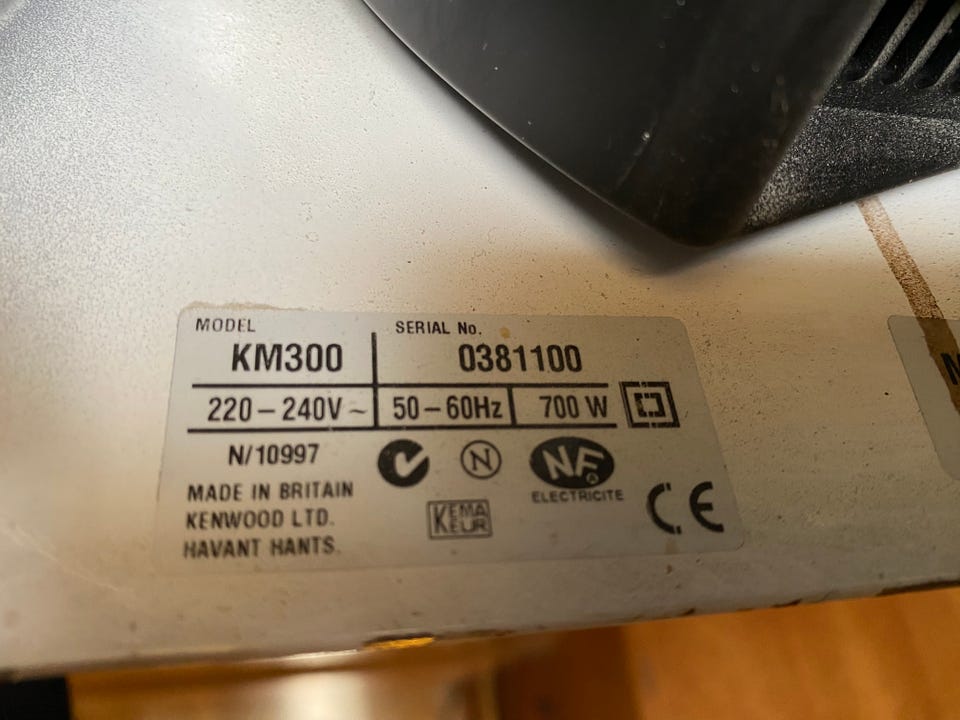 MODEL SERIAL No.
KM300 0381100
220 – 240V ~ 50 – 60Hz 700 W
N/10997 N NF
ELECTRICITE
MADE IN BRITAIN
KENWOOD LTD. KEMA EUR CE
HAVANT HANTS.